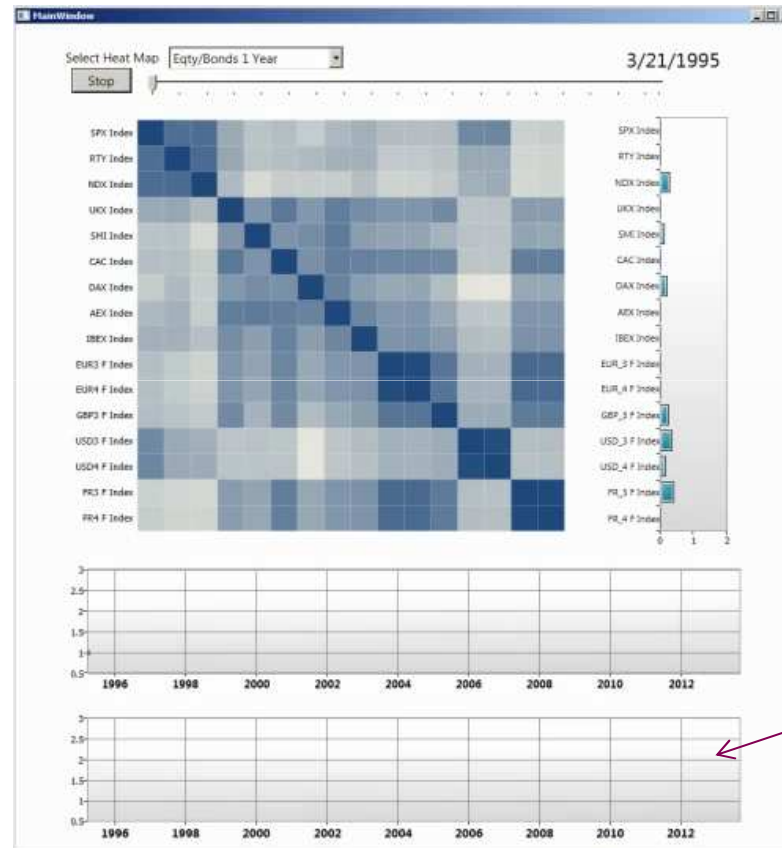 MainWindow
Select Heat Map Eqty/Bonds 1 Year 3/21/1995
Stop
SPX Index
RTY Index
NDX Index
UKX Index
SMI Index
CAC Index
DAX Index
AEX Index
IBEX Index
EUR3 F Index
EUR4 F Index
GBP3 F Index
USD3 F Index
USD4 F Index
FR3 F Index
FR4 F Index
SPX Index
RTY Index
NDX Index
UKX Index
SMI Index
CAC Index
DAX Index
AEX Index
IBEX Index
EUR_3 F Index
EUR_4 F Index
GBP_3 F Index
USD_3 F Index
USD_4 F Index
FR_3 F Index
FR_4 F Index
0 1 2
3
2.5
2
1.5
1
0.5
1996 1998 2000 2002 2004 2006 2008 2010 2012
3
2.5
2
1.5
1
0.5
1996 1998 2000 2002 2004 2006 2008 2010 2012